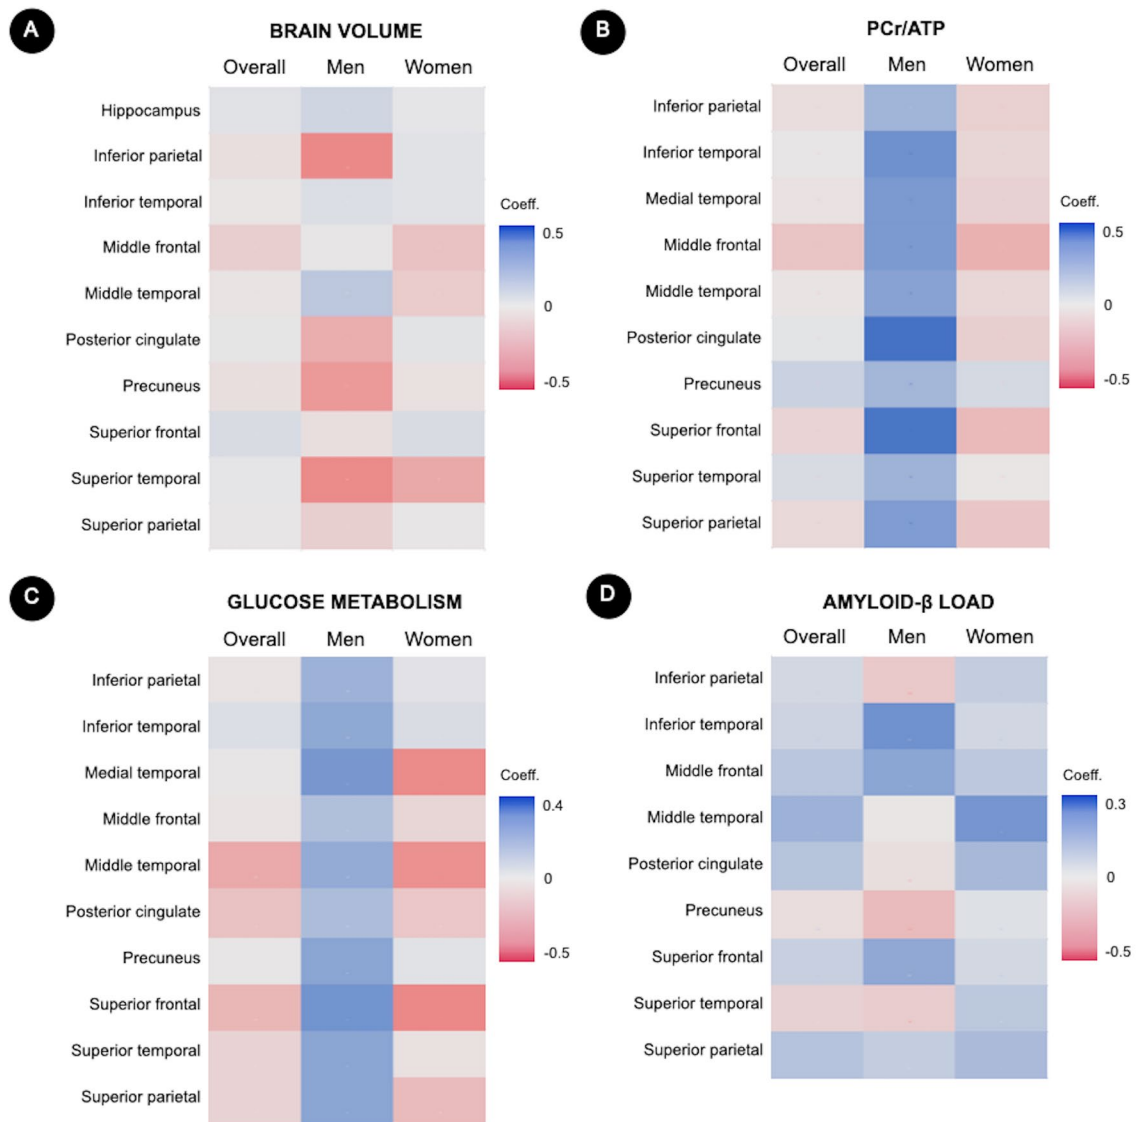 A
BRAIN VOLUME
Overall Men Women
Hippocampus
Inferior parietal
Inferior temporal
Middle frontal
Middle temporal
Posterior cingulate
Precuneus
Superior frontal
Superior temporal
Superior parietal
Coeff.
0.5
0
-0.5
B
PCr/ATP
Overall Men Women
Inferior parietal
Inferior temporal
Medial temporal
Middle frontal
Middle temporal
Posterior cingulate
Precuneus
Superior frontal
Superior temporal
Superior parietal
Coeff.
0.5
0
-0.5
C
GLUCOSE METABOLISM
Overall Men Women
Inferior parietal
Inferior temporal
Medial temporal
Middle frontal
Middle temporal
Posterior cingulate
Precuneus
Superior frontal
Superior temporal
Superior parietal
Coeff.
0.4
0
-0.5
D
AMYLOID-β LOAD
Overall Men Women
Inferior parietal
Inferior temporal
Middle frontal
Middle temporal
Posterior cingulate
Precuneus
Superior frontal
Superior temporal
Superior parietal
Coeff.
0.3
0
-0.5